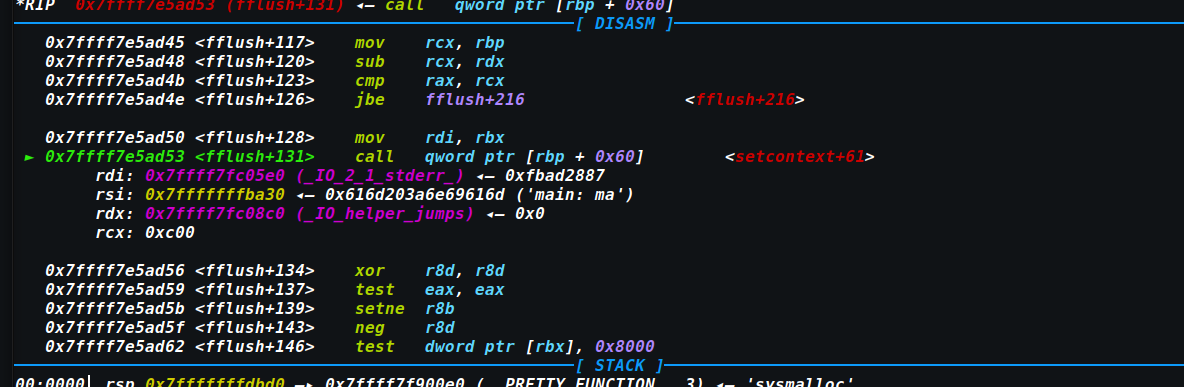 *RIP  0x7ffff7e5ad53 (fflush+131) ◂— call   qword ptr [rbp + 0x60]
[ DISASM ]
0x7ffff7e5ad45 <fflush+117>    mov    rcx, rbp
0x7ffff7e5ad48 <fflush+120>    sub    rcx, rdx
0x7ffff7e5ad4b <fflush+123>    cmp    rax, rcx
0x7ffff7e5ad4e <fflush+126>    jbe    fflush+216                <fflush+216>
0x7ffff7e5ad50 <fflush+128>    mov    rdi, rbx
► 0x7ffff7e5ad53 <fflush+131>    call   qword ptr [rbp + 0x60]        <setcontext+61>
rdi: 0x7ffff7fc05e0 (_IO_2_1_stderr_) ◂— 0xfbad2887
rsi: 0x7fffffffba30 ◂— 0x616d203a6e69616d ('main: ma')
rdx: 0x7ffff7fc08c0 (_IO_helper_jumps) ◂— 0x0
rcx: 0xc00
0x7ffff7e5ad56 <fflush+134>    xor    r8d, r8d
0x7ffff7e5ad59 <fflush+137>    test   eax, eax
0x7ffff7e5ad5b <fflush+139>    setne  r8b
0x7ffff7e5ad5f <fflush+143>    neg    r8d
0x7ffff7e5ad62 <fflush+146>    test   dword ptr [rbx], 0x8000
[ STACK ]
00:0000│ rsp 0x7fffffffdbd0 —▸ 0x7ffff7f900e0 (__PRETTY_FUNCTION__.3) ◂— 'sysmalloc'